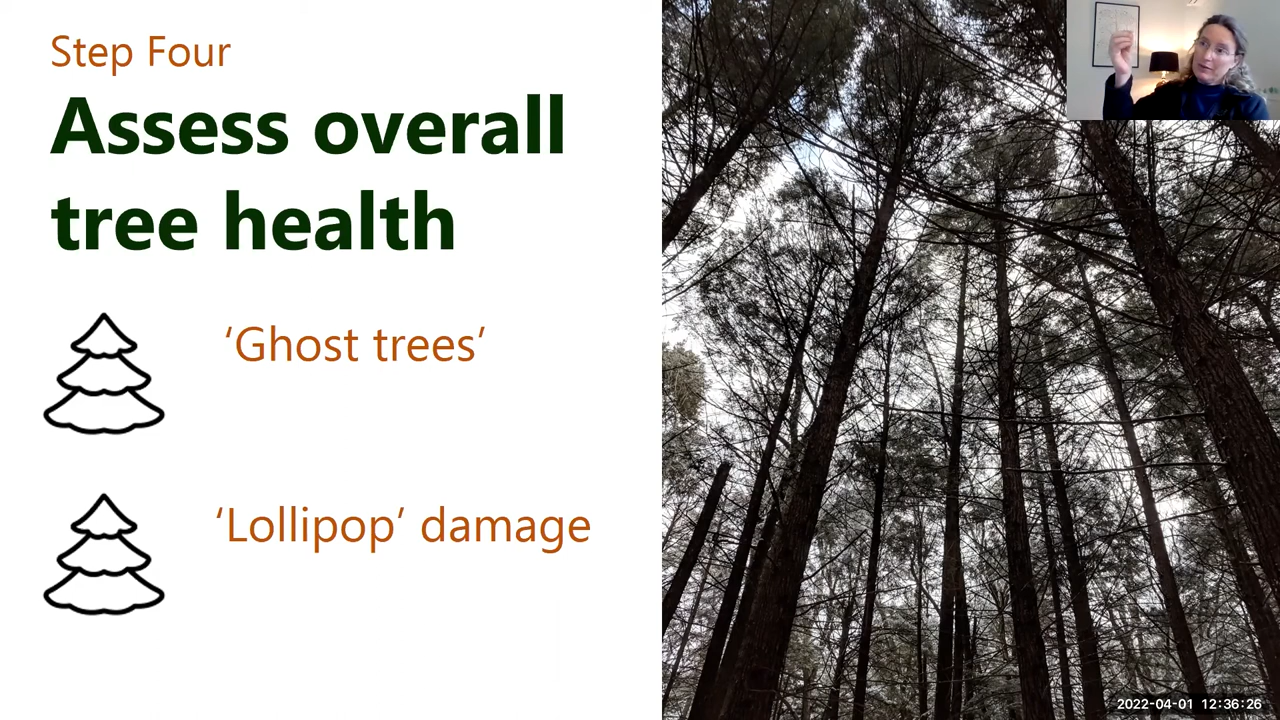 Step Four
Assess overall
tree health
‘Ghost trees’
‘Lollipop’ damage
2022-04-01 12:36:26